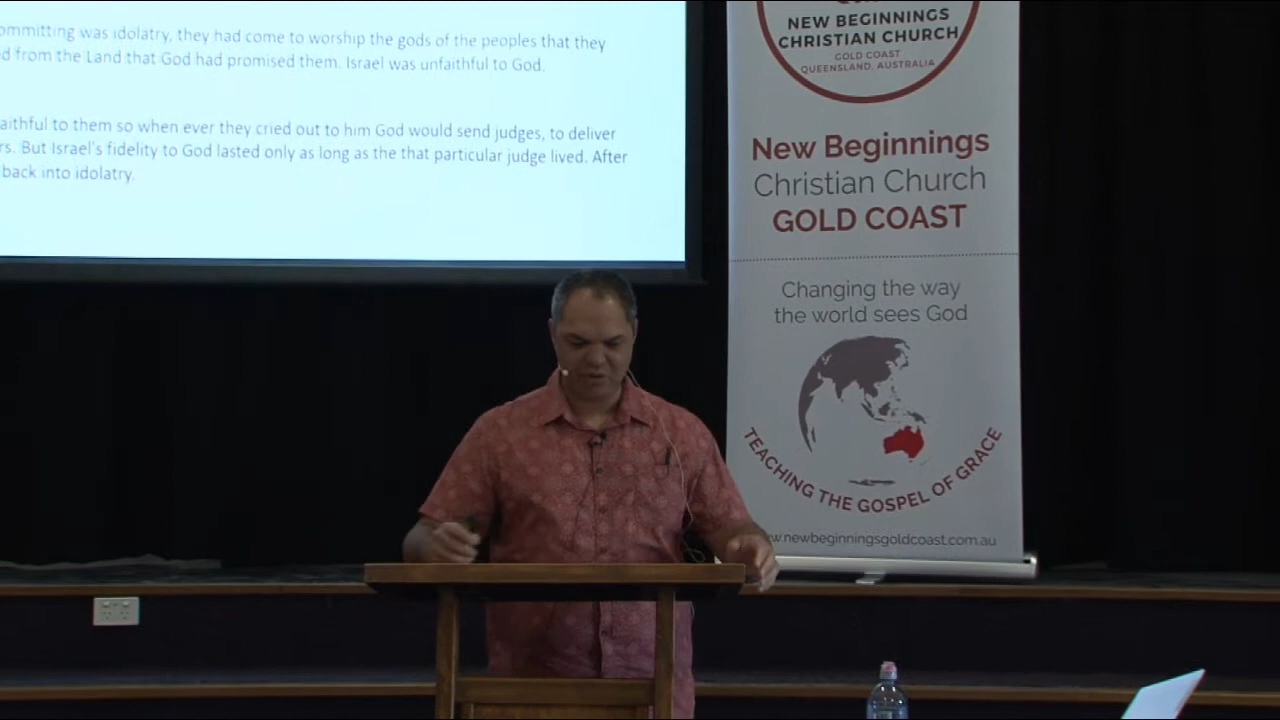 ommitting was idolatry, they had come to worship the gods of the peoples that they
d from the Land that God had promised them. Israel was unfaithful to God.
aithful to them so when ever they cried out to him God would send judges, to deliver
rs. But Israel's fidelity to God lasted only as long as the that particular judge lived. After
back into idolatry.
NEW BEGINNINGS
CHRISTIAN CHURCH
GOLD COAST
QUEENSLAND, AUSTRALIA
New Beginnings
Christian Church
GOLD COAST
Changing the way
the world sees God
TEACHING THE GOSPEL OF GRACE
w.newbeginningsgoldcoast.com.au